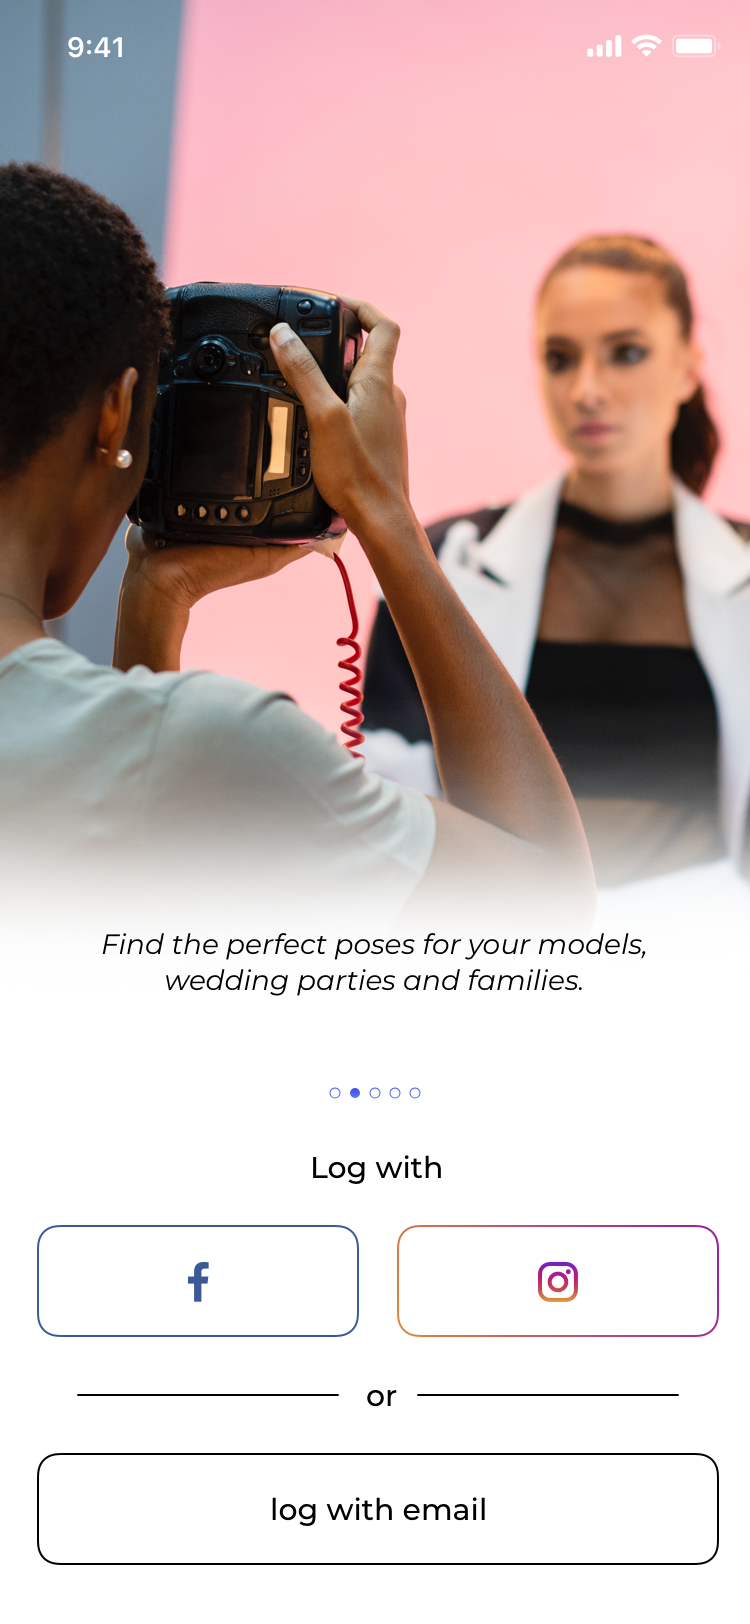 9:41
Find the perfect poses for your models,
wedding parties and families.
Log with
or
log with email